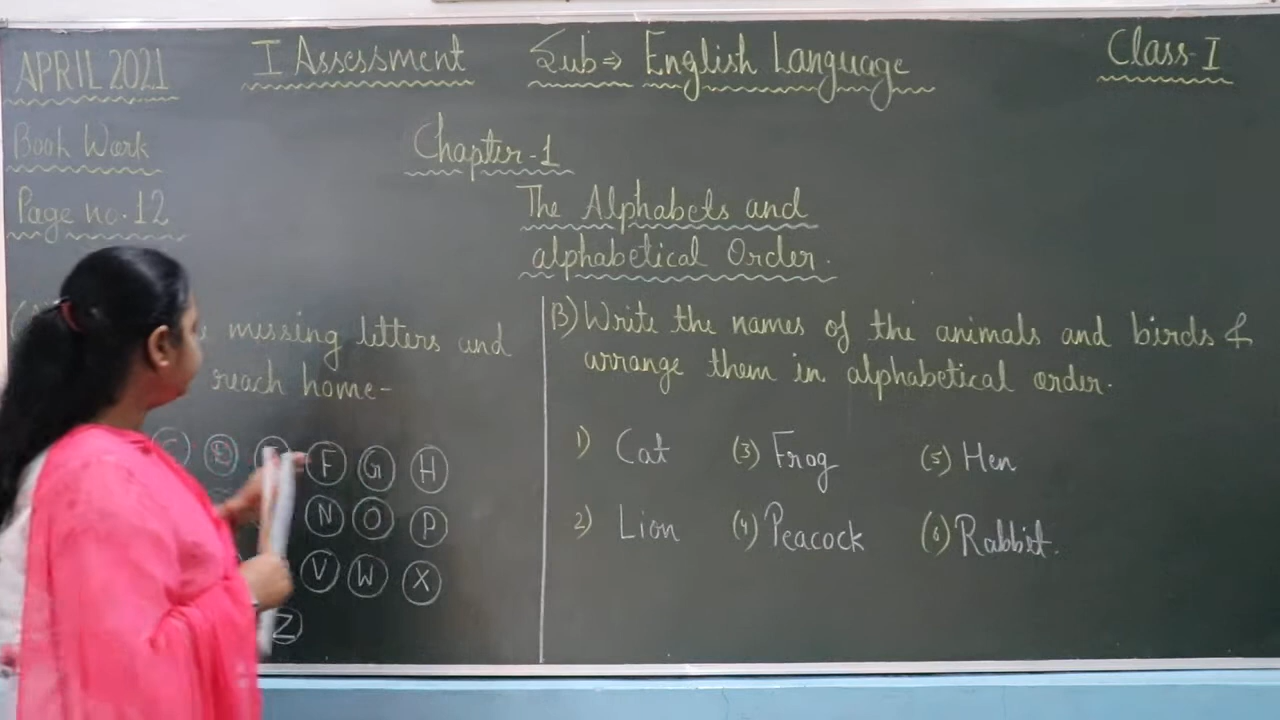 APRIL 2021 I Assessment Sub⇒ English Language Class-I
Book Work
Chapter-1
Page no. 12
The Alphabets and
alphabetical Order.
missing letters and
reach home-
C D E F G H
N O P
V W X
Z
B) Write the names of the animals and birds &
arrange them in alphabetical order.
1) Cat (3) Frog (5) Hen
2) Lion (4) Peacock (6) Rabbit.